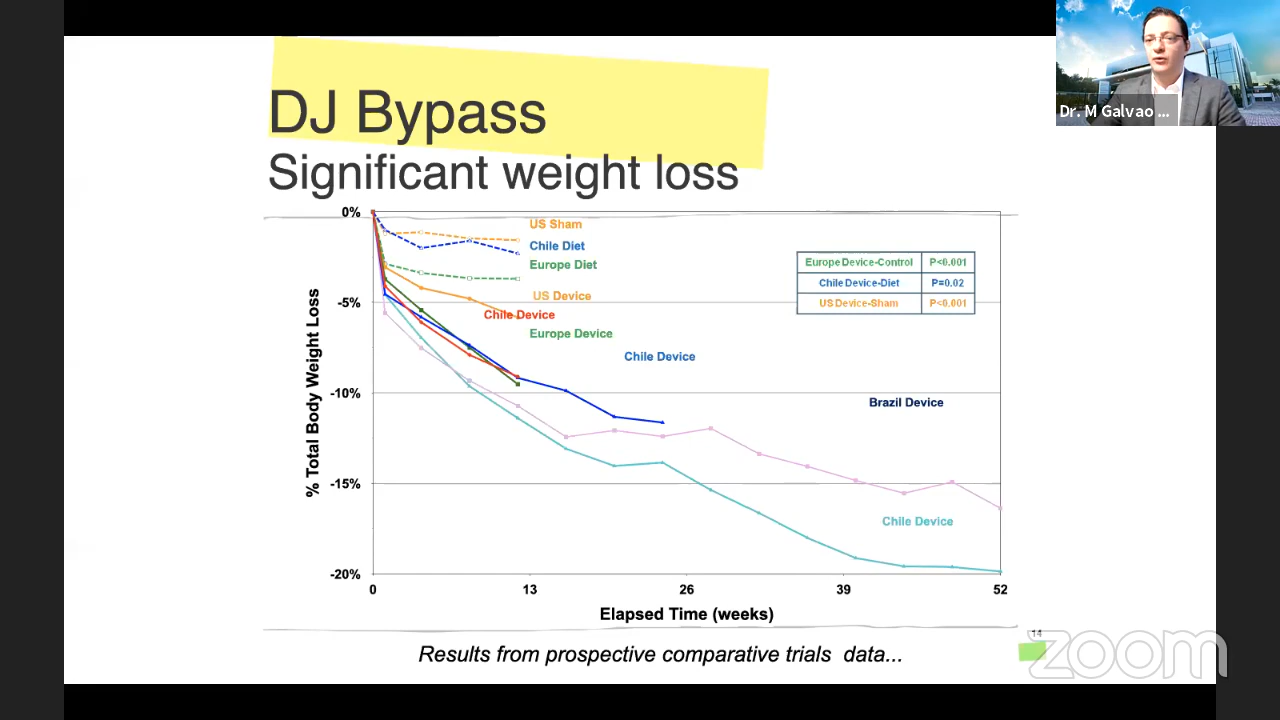 Dr. M Galvao ...
DJ Bypass
Significant weight loss
0%
-5%
-10%
-15%
-20%
% Total Body Weight Loss
US Sham
Chile Diet
Europe Diet
US Device
Chile Device
Europe Device
Chile Device
Brazil Device
Chile Device
Europe Device-Control P<0.001
Chile Device-Diet P=0.02
US Device-Sham P<0.001
0 13 26 39 52
Elapsed Time (weeks)
14
Results from prospective comparative trials data...
zoom